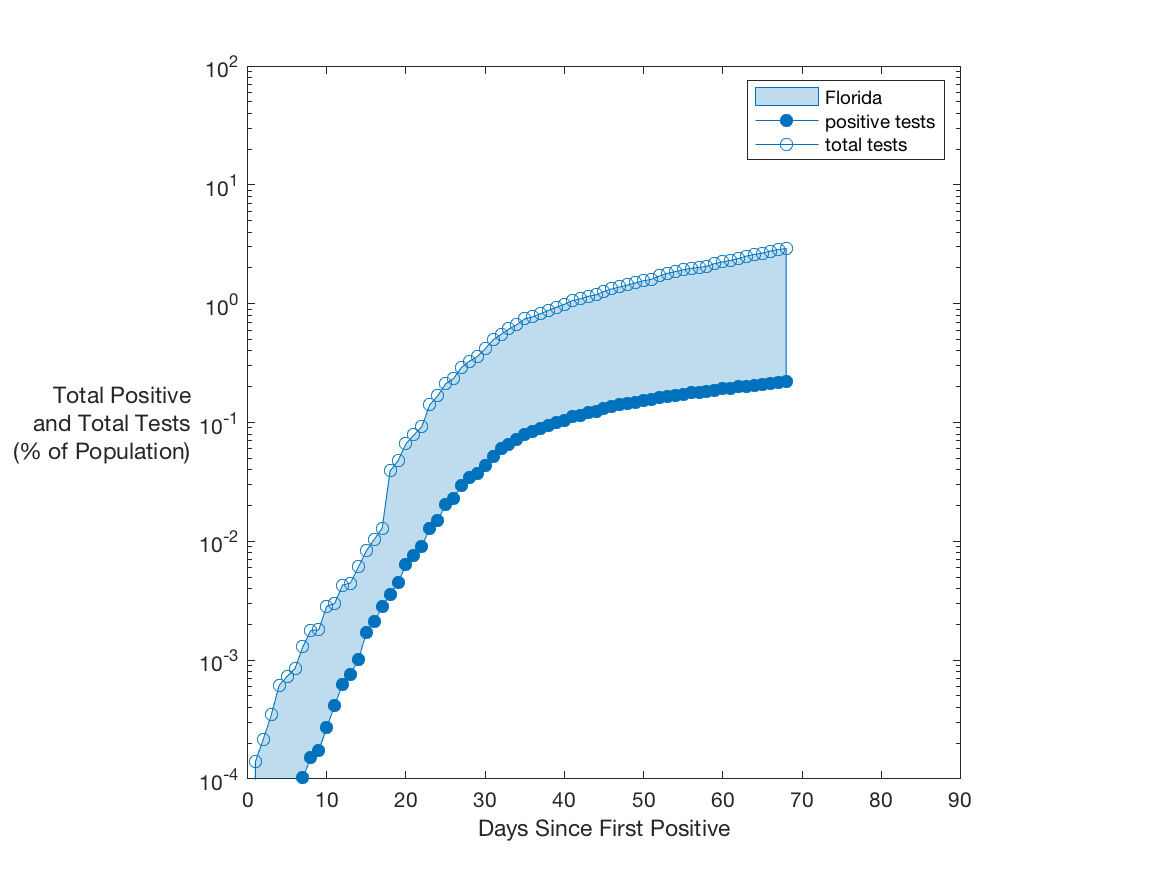 10^2
10^1
10^0
10^-1
10^-2
10^-3
10^-4
Total Positive
and Total Tests
(% of Population)
Florida
positive tests
total tests
0 10 20 30 40 50 60 70 80 90
Days Since First Positive